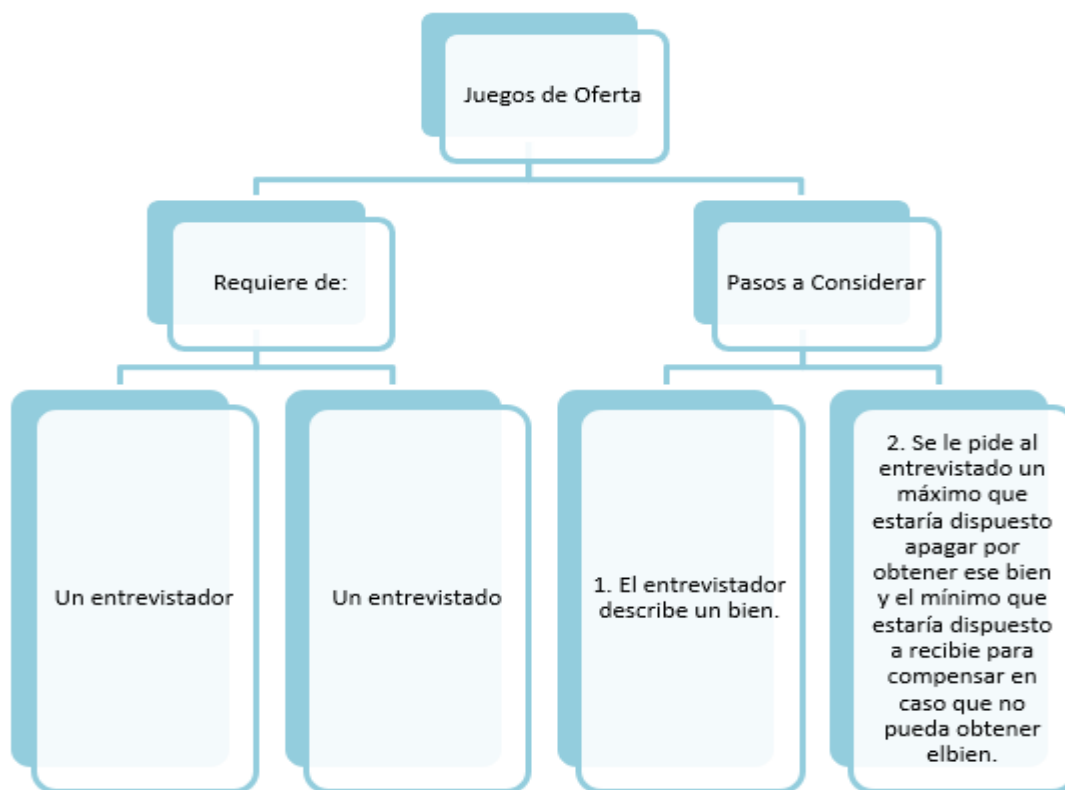 Juegos de Oferta
Requiere de:
Pasos a Considerar
Un entrevistador
Un entrevistado
1. El entrevistador
describe un bien.
2. Se le pide al
entrevistado un
máximo que
estaría dispuesto
apagar por
obtener ese bien
y el mínimo que
estaría dispuesto
a recibie para
compensar en
caso que no
pueda obtener
elbien.